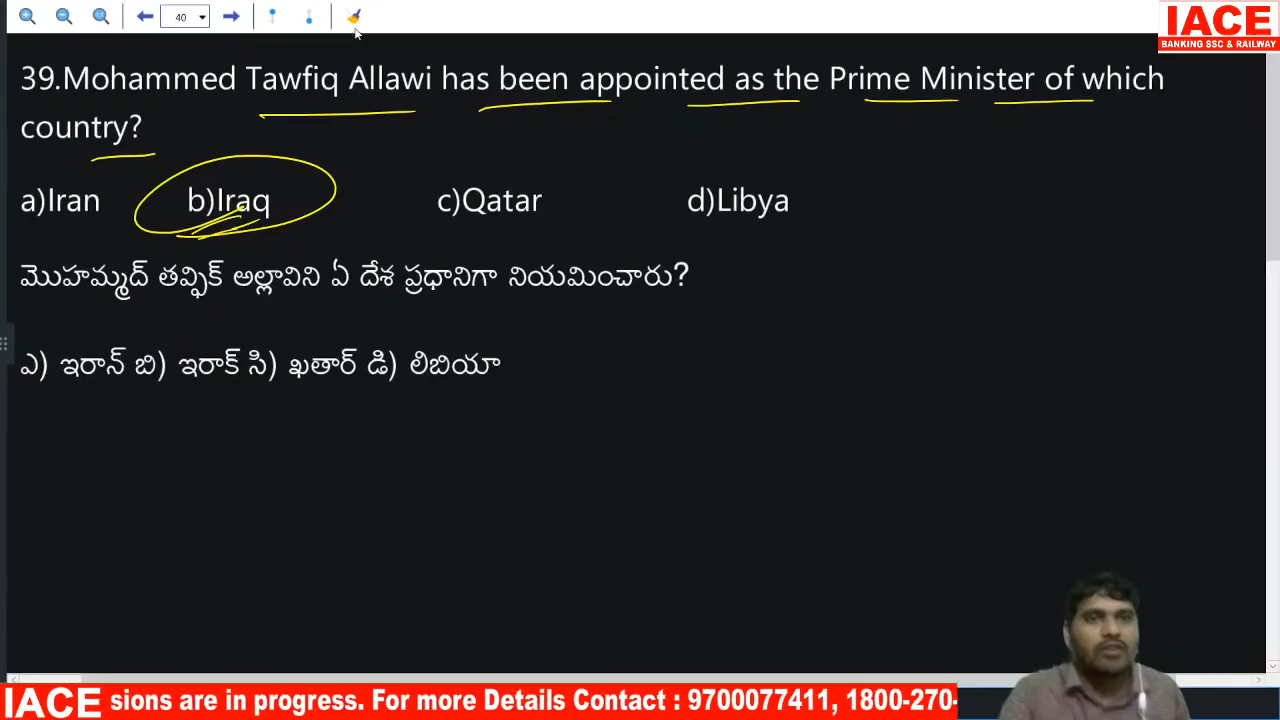 40
IACE
BANKING SSC & RAILWAY
39.Mohammed Tawfiq Allawi has been appointed as the Prime Minister of which
country?
a)Iran b)Iraq c)Qatar d)Libya
మొహమ్మద్ తవ్ఫిక్ అల్లావిని ఏ దేశ ప్రధానిగా నియమించారు?
ఎ) ఇరాన్ బి) ఇరాక్ సి) ఖతార్ డి) లిబియా
IACE sions are in progress. For more Details Contact : 9700077411, 1800-270-